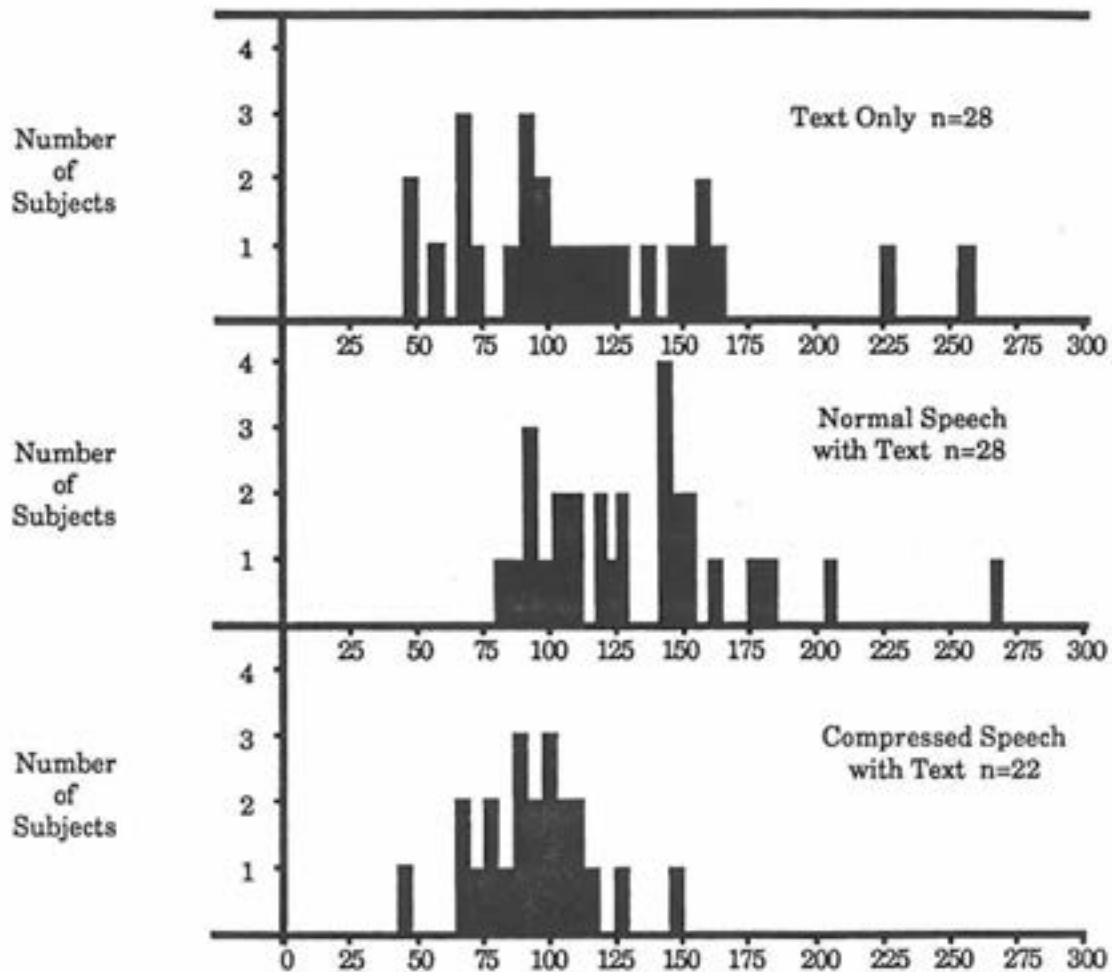 4
3
2
1
Number
of
Subjects
Text Only n=28
25 50 75 100 125 150 175 200 225 250 275 300
4
3
2
1
Number
of
Subjects
Normal Speech
with Text n=28
25 50 75 100 125 150 175 200 225 250 275 300
4
3
2
1
Number
of
Subjects
Compressed Speech
with Text n=22
0 25 50 75 100 125 150 175 200 225 250 275 300